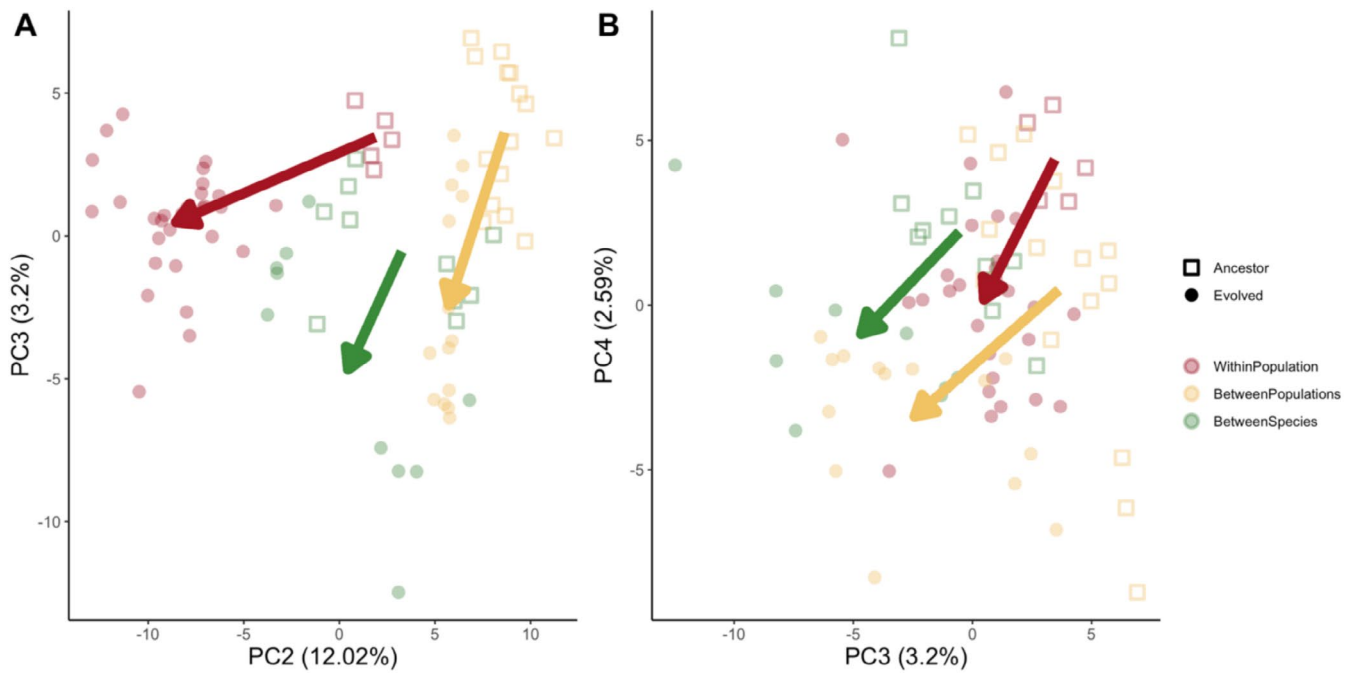 A
5
0
-5
-10
PC3 (3.2%)
-10
-5
0
5
10
PC2 (12.02%)
B
5
0
-5
PC4 (2.59%)
-10
-5
0
5
PC3 (3.2%)
Ancestor
Evolved
WithinPopulation
BetweenPopulations
BetweenSpecies